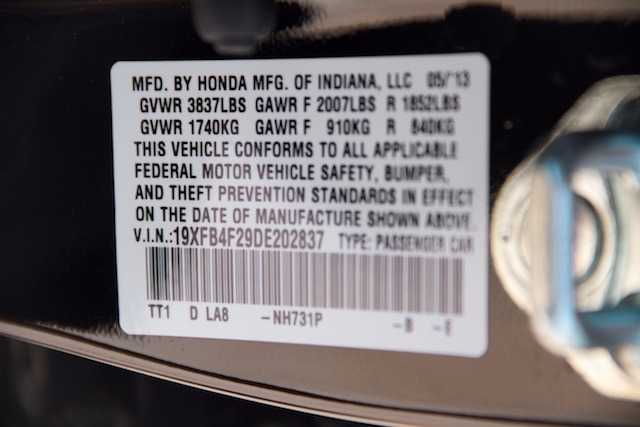 MFD. BY HONDA MFG. OF INDIANA, LLC 05/'13
GVWR 3837LBS GAWR F 2007LBS R 1852LBS
GVWR 1740KG GAWR F 910KG R 840KG
THIS VEHICLE CONFORMS TO ALL APPLICABLE
FEDERAL MOTOR VEHICLE SAFETY, BUMPER,
AND THEFT PREVENTION STANDARDS IN EFFECT
ON THE DATE OF MANUFACTURE SHOWN ABOVE.
V.I.N.:19XFB4F29DE202837 TYPE: PASSENGER CAR
TT1 D LA8 -NH731P -B -E